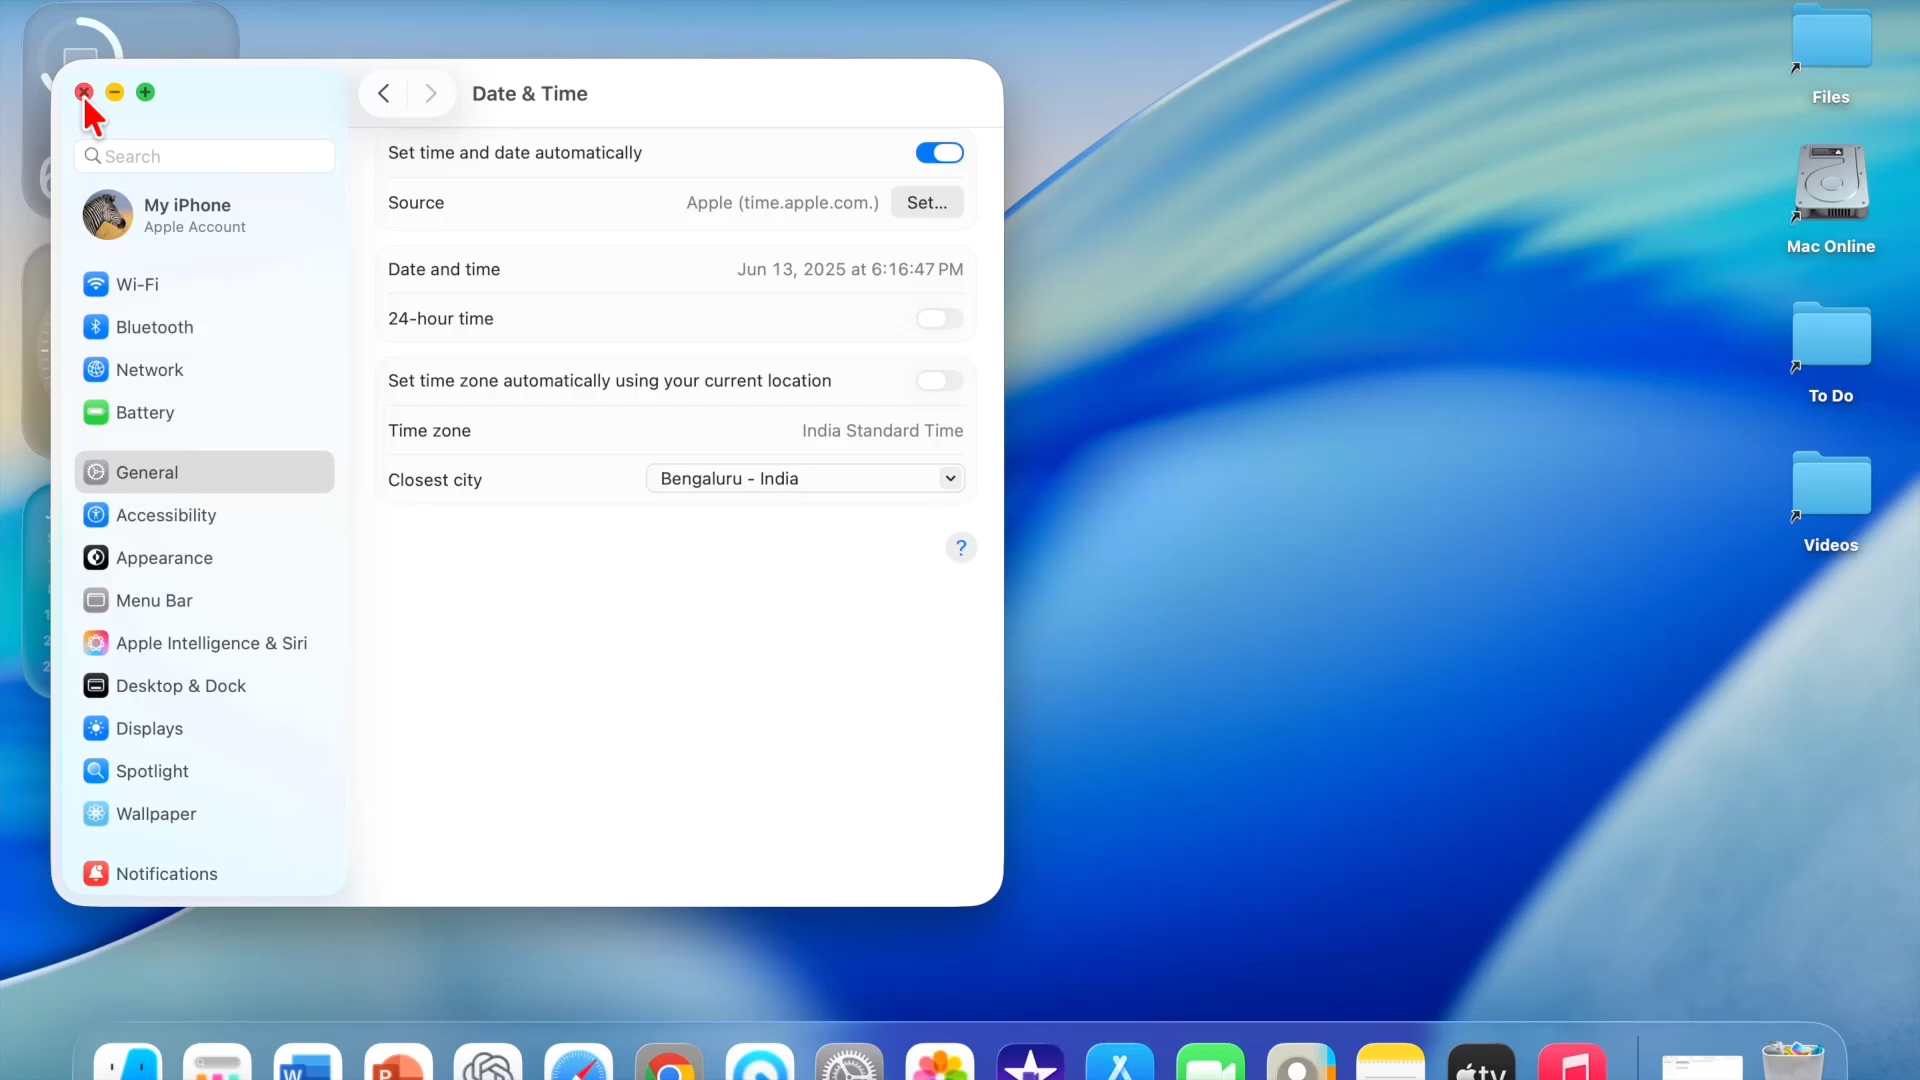 Date & Time
Search
My iPhone
Apple Account
Wi-Fi
Bluetooth
Network
Battery
General
Accessibility
Appearance
Menu Bar
Apple Intelligence & Siri
Desktop & Dock
Displays
Spotlight
Wallpaper
Notifications
Set time and date automatically
Source Apple (time.apple.com.) Set...
Date and time Jun 13, 2025 at 6:16:47 PM
24-hour time
Set time zone automatically using your current location
Time zone India Standard Time
Closest city Bengaluru - India
?
Files
Mac Online
To Do
Videos
W
P
tv